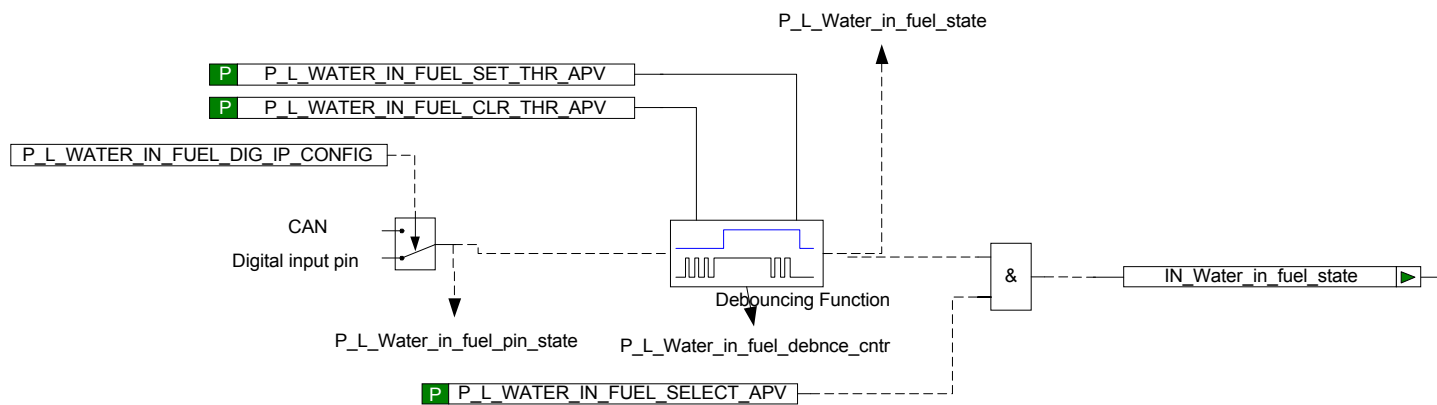 P_L_Water_in_fuel_state
P P_L_WATER_IN_FUEL_SET_THR_APV
P P_L_WATER_IN_FUEL_CLR_THR_APV
P_L_WATER_IN_FUEL_DIG_IP_CONFIG
CAN
Digital input pin
&
IN_Water_in_fuel_state
Debouncing Function
P_L_Water_in_fuel_pin_state
P_L_Water_in_fuel_debnce_cntr
P P_L_WATER_IN_FUEL_SELECT_APV